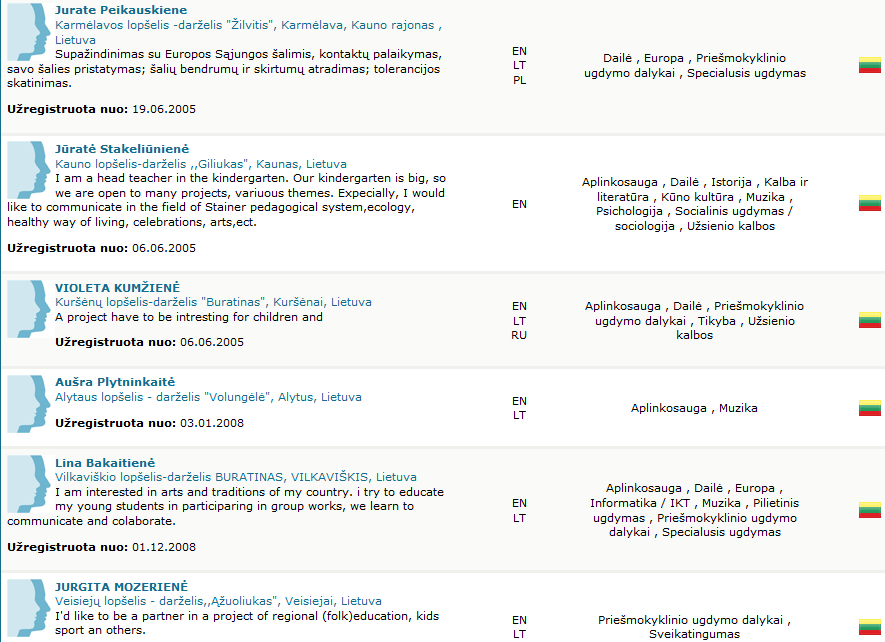 Jurate Peikauskiene
Karmėlavos lopšelis -darželis "Žilvitis", Karmėlava, Kauno rajonas ,
Lietuva
Supažindinimas su Europos Sąjungos šalimis, kontaktų palaikymas,
savo šalies pristatymas; šalių bendrumų ir skirtumų atradimas; tolerancijos
skatinimas.
Užregistruota nuo: 19.06.2005
EN
LT
PL
Dailė , Europa , Priešmokyklinio
ugdymo dalykai , Specialusis ugdymas
Jūratė Stakeliūnienė
Kauno lopšelis-darželis ,,Giliukas", Kaunas, Lietuva
I am a head teacher in the kindergarten. Our kindergarten is big, so
we are open to many projects, variuous themes. Expecially, I would
like to communicate in the field of Stainer pedagogical system,ecology,
healthy way of living, celebrations, arts,ect.
Užregistruota nuo: 06.06.2005
EN
Aplinkosauga , Dailė , Istorija , Kalba ir
literatūra , Kūno kultūra , Muzika ,
Psichologija , Socialinis ugdymas /
sociologija , Užsienio kalbos
VIOLETA KUMŽIENĖ
Kuršėnų lopšelis-darželis "Buratinas", Kuršėnai, Lietuva
A project have to be intresting for children and
Užregistruota nuo: 06.06.2005
EN
LT
RU
Aplinkosauga , Dailė , Priešmokyklinio
ugdymo dalykai , Tikyba , Užsienio
kalbos
Aušra Plytninkaitė
Alytaus lopšelis - darželis "Volungėlė", Alytus, Lietuva
Užregistruota nuo: 03.01.2008
EN
LT
Aplinkosauga , Muzika
Lina Bakaitienė
Vilkaviškio lopšelis-darželis BURATINAS, VILKAVIŠKIS, Lietuva
I am interested in arts and traditions of my country. i try to educate
my young students in participaring in group works, we learn to
communicate and colaborate.
Užregistruota nuo: 01.12.2008
EN
LT
Aplinkosauga , Dailė , Europa ,
Informatika / IKT , Muzika , Pilietinis
ugdymas , Priešmokyklinio ugdymo
dalykai , Specialusis ugdymas
JURGITA MOZERIENĖ
Veisiejų lopšelis - darželis,,Ąžuoliukas", Veisiejai, Lietuva
I'd like to be a partner in a project of regional (folk)education, kids
sport an others.
EN
LT
Priešmokyklinio ugdymo dalykai ,
Sveikatingumas